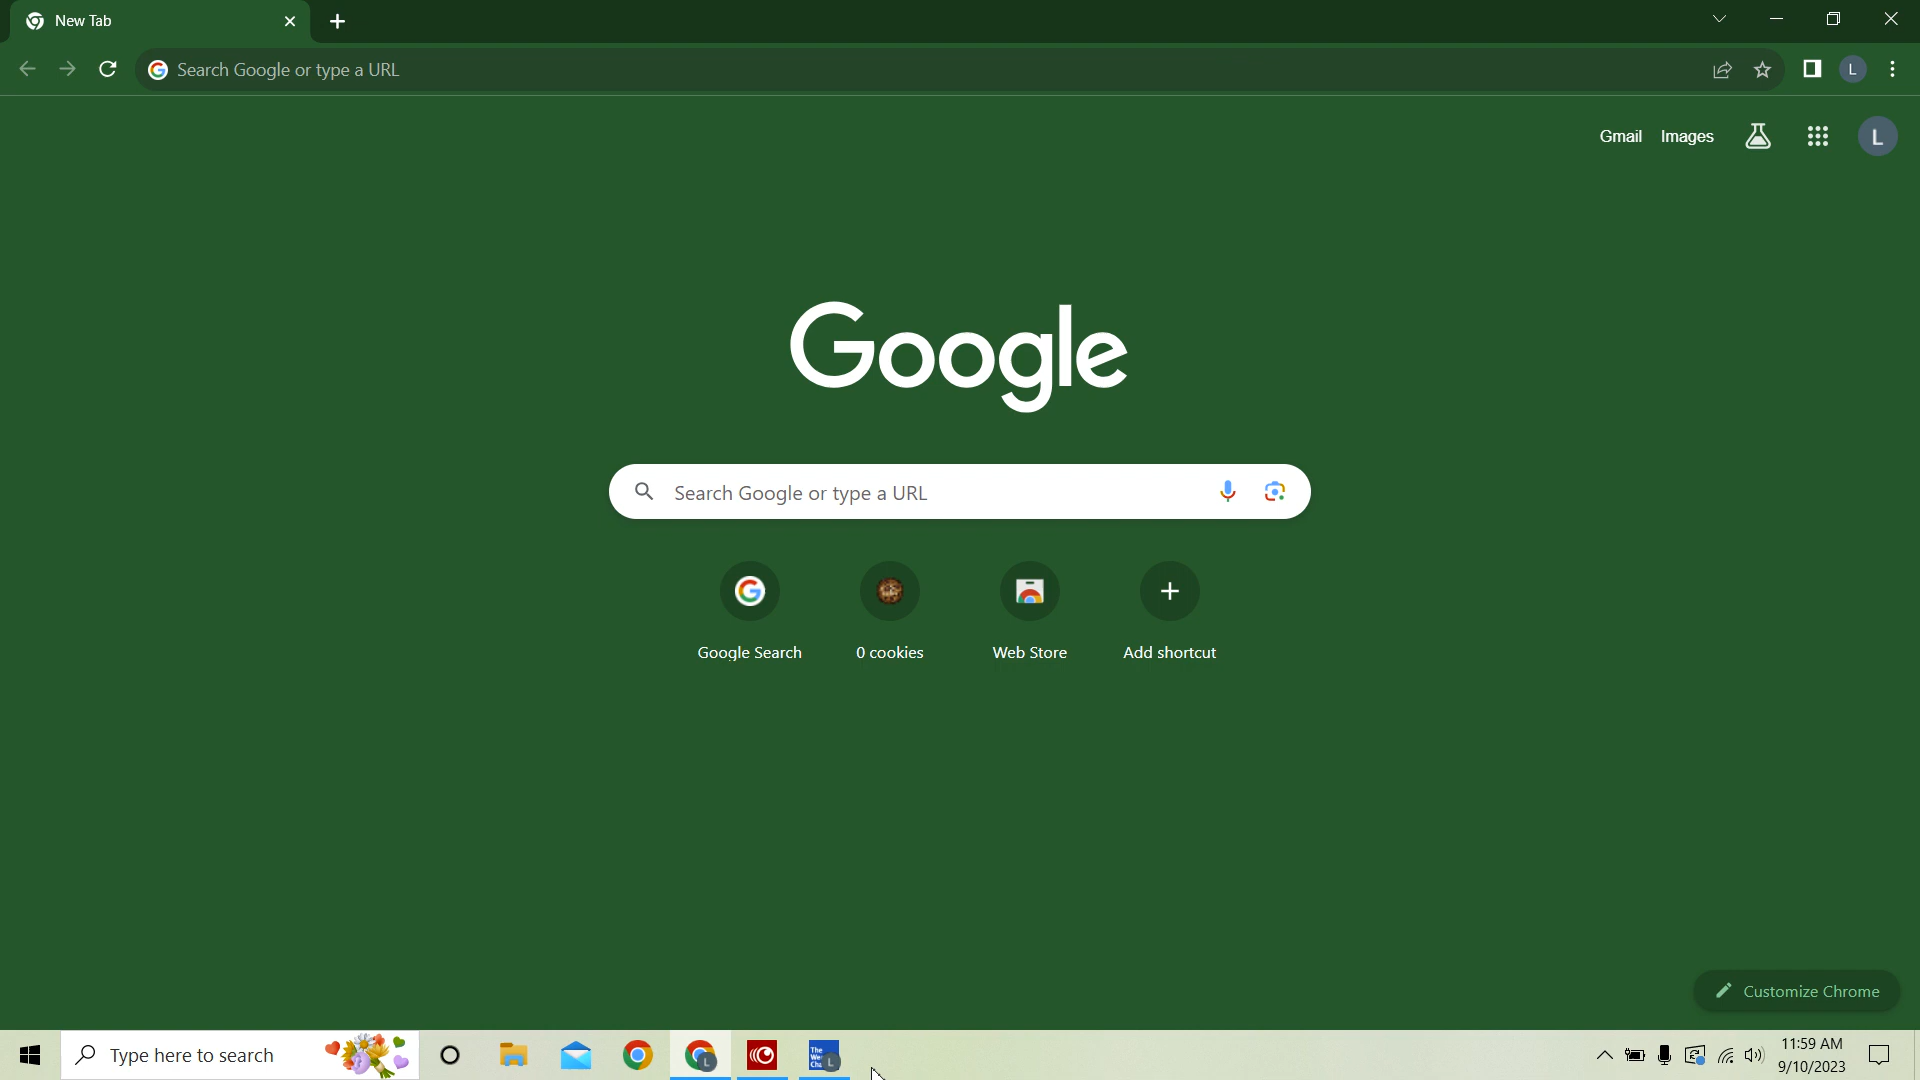 New Tab
Search Google or type a URL
L
Gmail Images
L
Google
Search Google or type a URL
Google Search
0 cookies
Web Store
Add shortcut
Customize Chrome
Type here to search
L
The
L
11:59 AM
9/10/2023